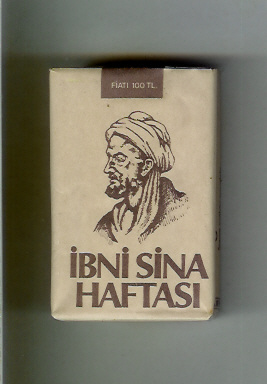 FİATI 100 TL.
İBNİ SİNA
HAFTASI